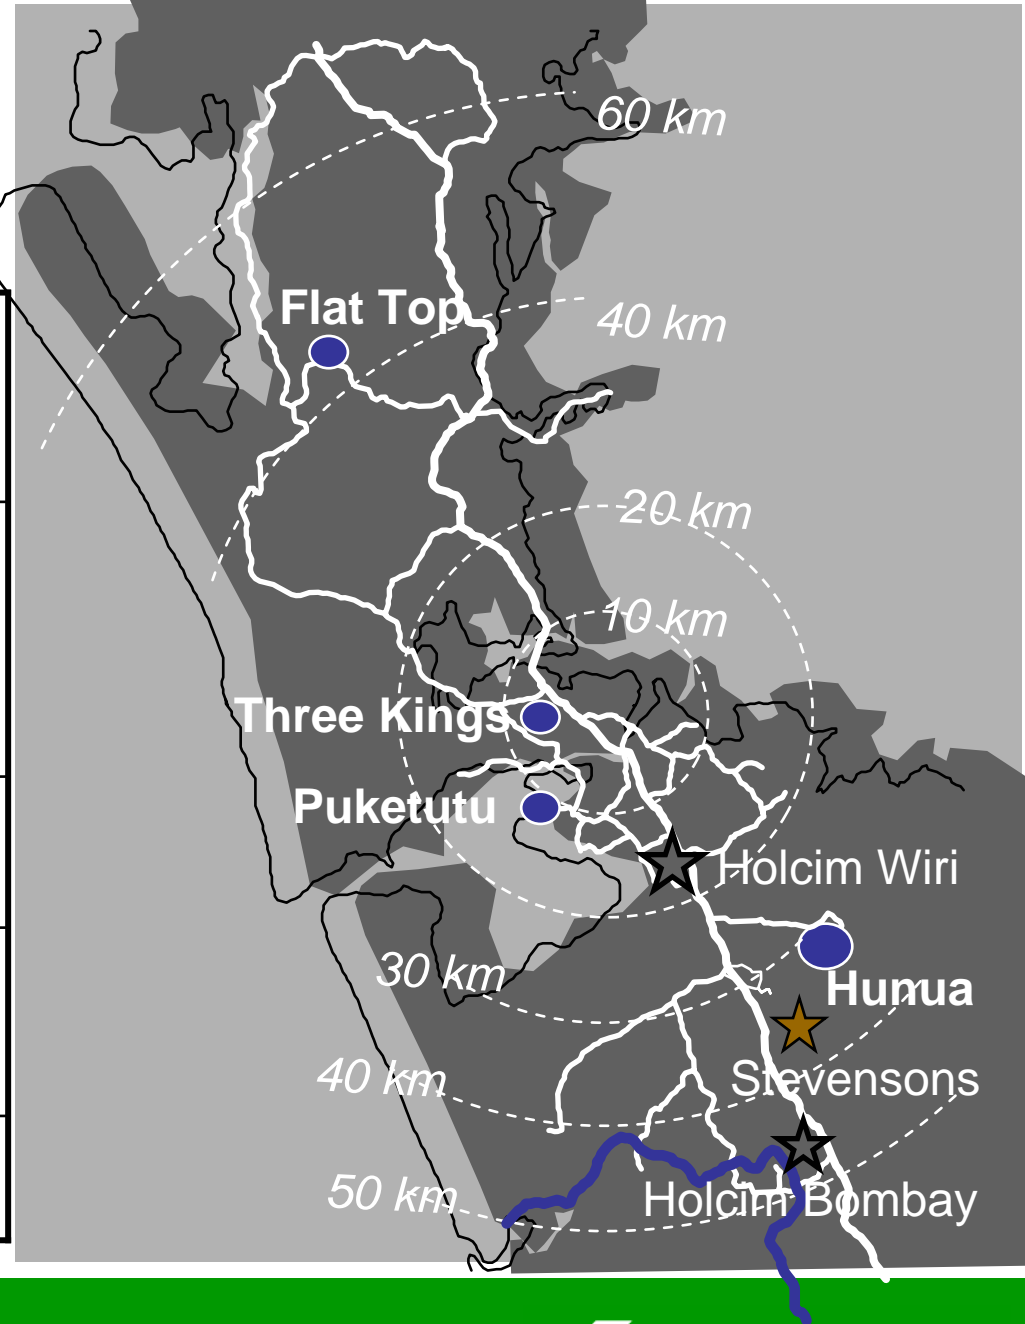 60 km
Flat Top
40 km
20 km
10 km
Three Kings
Puketutu
Holcim Wiri
30 km
Hunua
40 km
Stevensons
50 km
Holcim Bombay